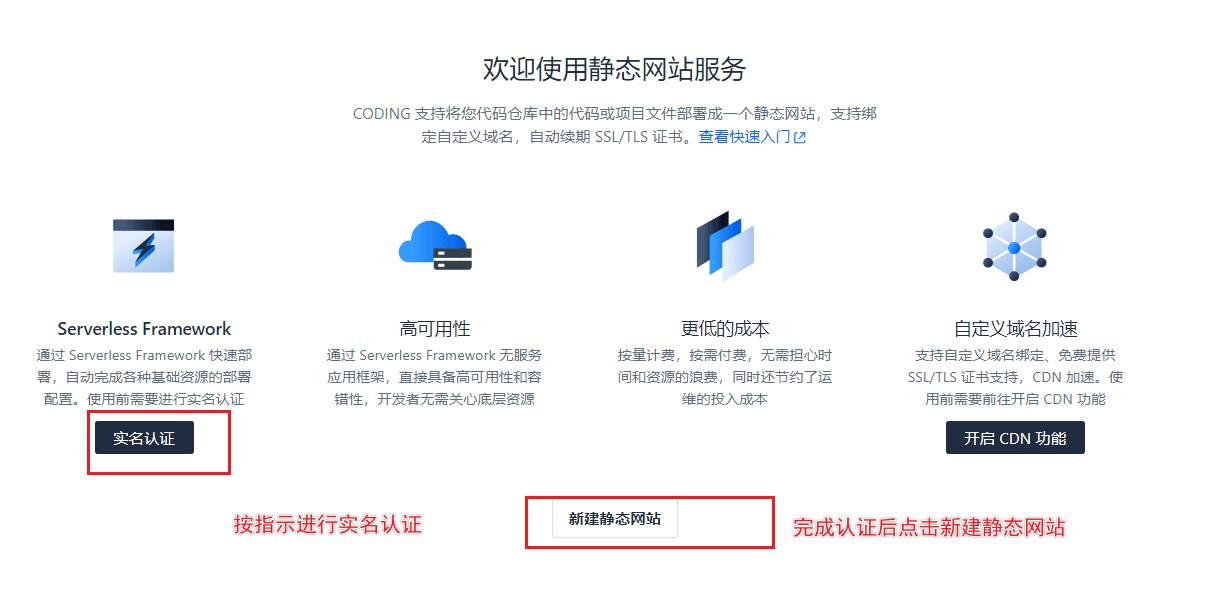 欢迎使用静态网站服务
CODING 支持将您代码仓库中的代码或项目文件部署成一个静态网站，支持绑
定自定义域名，自动续期 SSL/TLS 证书。查看快速入门
Serverless Framework
通过 Serverless Framework 快速部
署，自动完成各种基础资源的部署
配置。使用前需要进行实名认证
实名认证
高可用性
通过 Serverless Framework 无服务
应用框架，直接具备高可用性和容
错性，开发者无需关心底层资源
更低的成本
按量计费，按需付费，无需担心时
间和资源的浪费，同时还节约了运
维的投入成本
自定义域名加速
支持自定义域名绑定、免费提供
SSL/TLS 证书支持，CDN 加速。使
用前需要前往开启 CDN 功能
开启 CDN 功能
按指示进行实名认证
新建静态网站
完成认证后点击新建静态网站